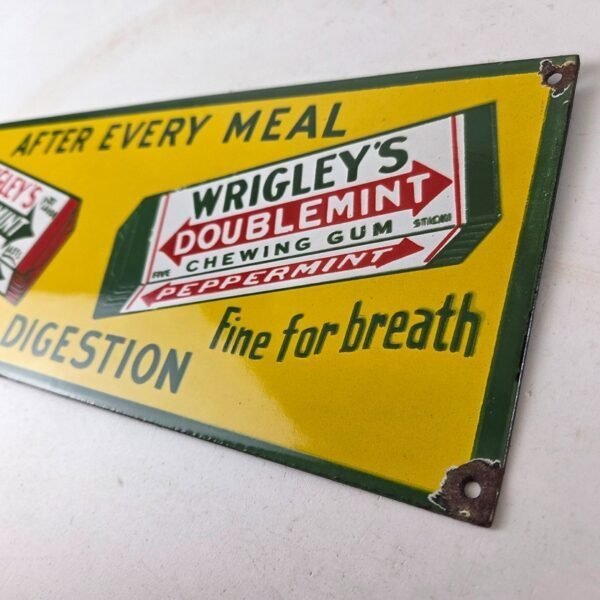 AFTER EVERY MEAL
WRIGLEY'S
DOUBLEMINT
CHEWING GUM
FIVE
STICKS
PEPPERMINT
DIGESTION
Fine for breath